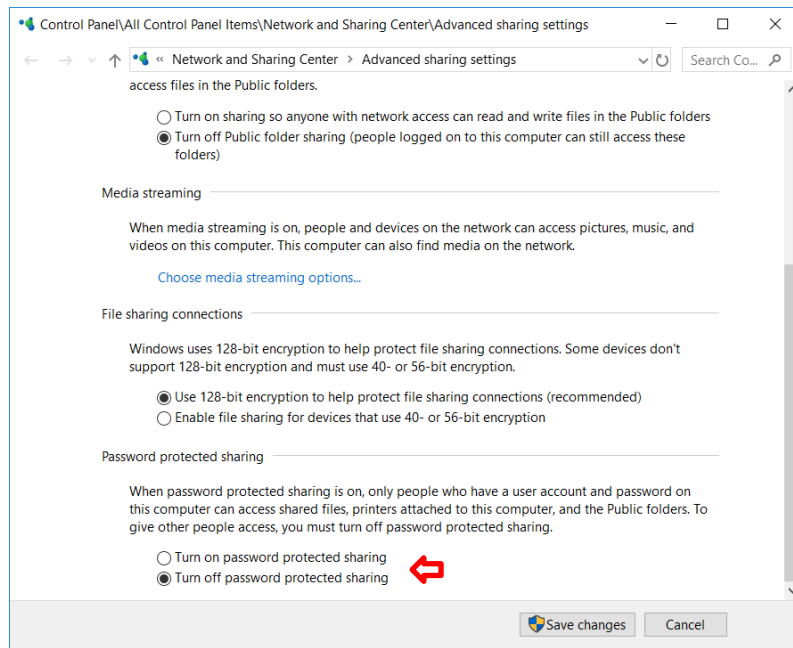 Control Panel\All Control Panel Items\Network and Sharing Center\Advanced sharing settings
« Network and Sharing Center > Advanced sharing settings
Search Co...
access files in the Public folders.
Turn on sharing so anyone with network access can read and write files in the Public folders
Turn off Public folder sharing (people logged on to this computer can still access these
folders)
Media streaming
When media streaming is on, people and devices on the network can access pictures, music, and
videos on this computer. This computer can also find media on the network.
Choose media streaming options...
File sharing connections
Windows uses 128-bit encryption to help protect file sharing connections. Some devices don't
support 128-bit encryption and must use 40- or 56-bit encryption.
Use 128-bit encryption to help protect file sharing connections (recommended)
Enable file sharing for devices that use 40- or 56-bit encryption
Password protected sharing
When password protected sharing is on, only people who have a user account and password on
this computer can access shared files, printers attached to this computer, and the Public folders. To
give other people access, you must turn off password protected sharing.
Turn on password protected sharing
Turn off password protected sharing
Save changes
Cancel